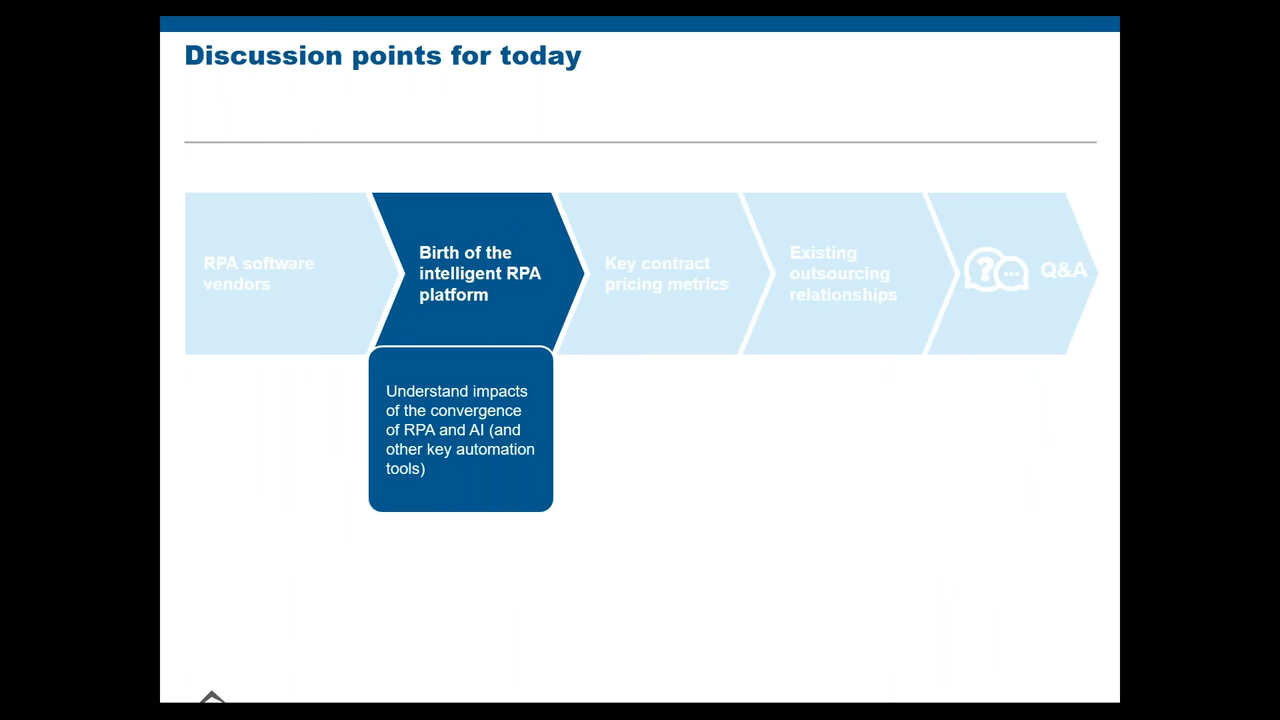 Discussion points for today
RPA software
vendors
Birth of the
intelligent RPA
platform
Key contract
pricing metrics
Existing
outsourcing
relationships
?
Q&A
Understand impacts
of the convergence
of RPA and AI (and
other key automation
tools)